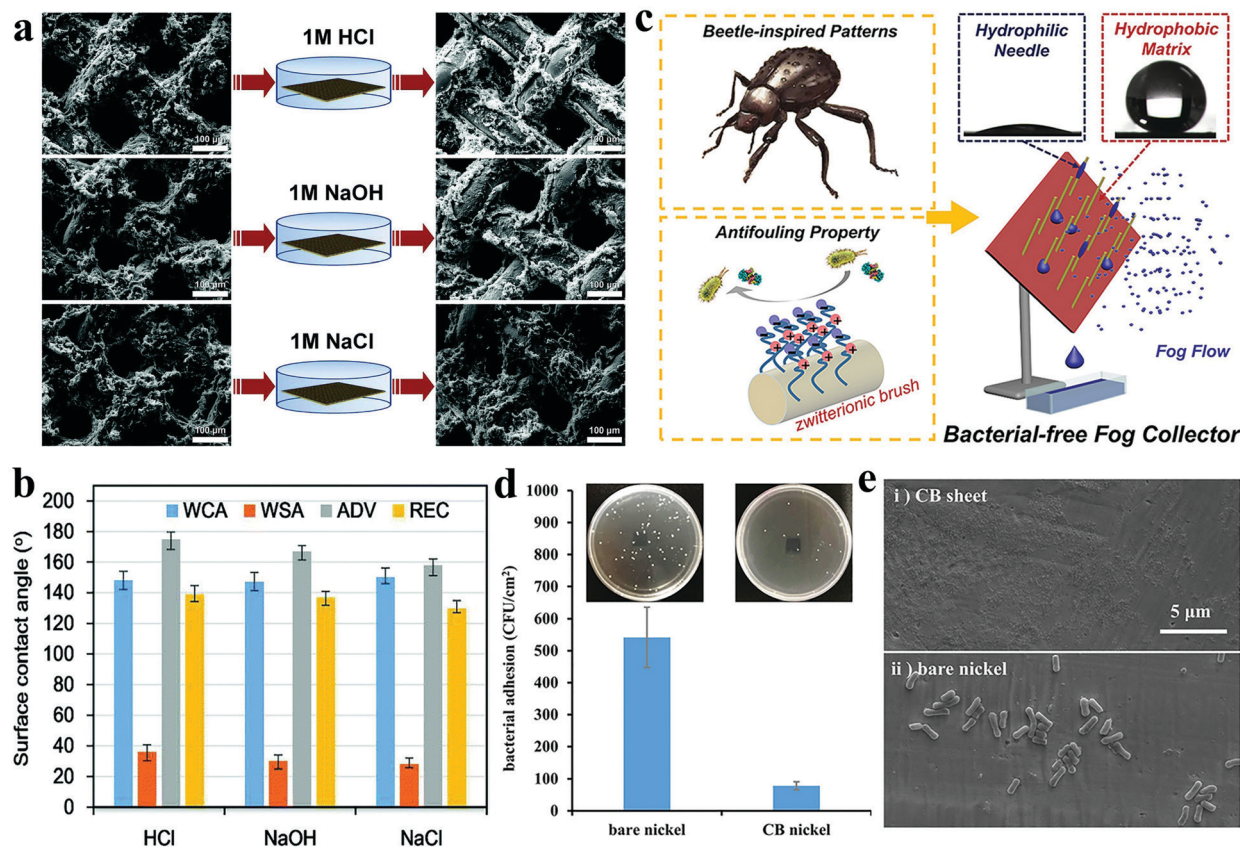 a
1M HCl
100 µm
100 µm
1M NaOH
100 µm
100 µm
1M NaCl
100 µm
100 µm
c
Beetle-inspired Patterns
Antifouling Property
zwitterionic brush
Hydrophilic
Needle
Hydrophobic
Matrix
Fog Flow
Bacterial-free Fog Collector
b
Surface contact angle (°)
200
180
160
140
120
100
80
60
40
20
0
WCA WSA ADV REC
HCl NaOH NaCl
d
bacterial adhesion (CFU/cm²)
1000
900
800
700
600
500
400
300
200
100
0
bare nickel CB nickel
e
i ) CB sheet
5 µm
ii ) bare nickel